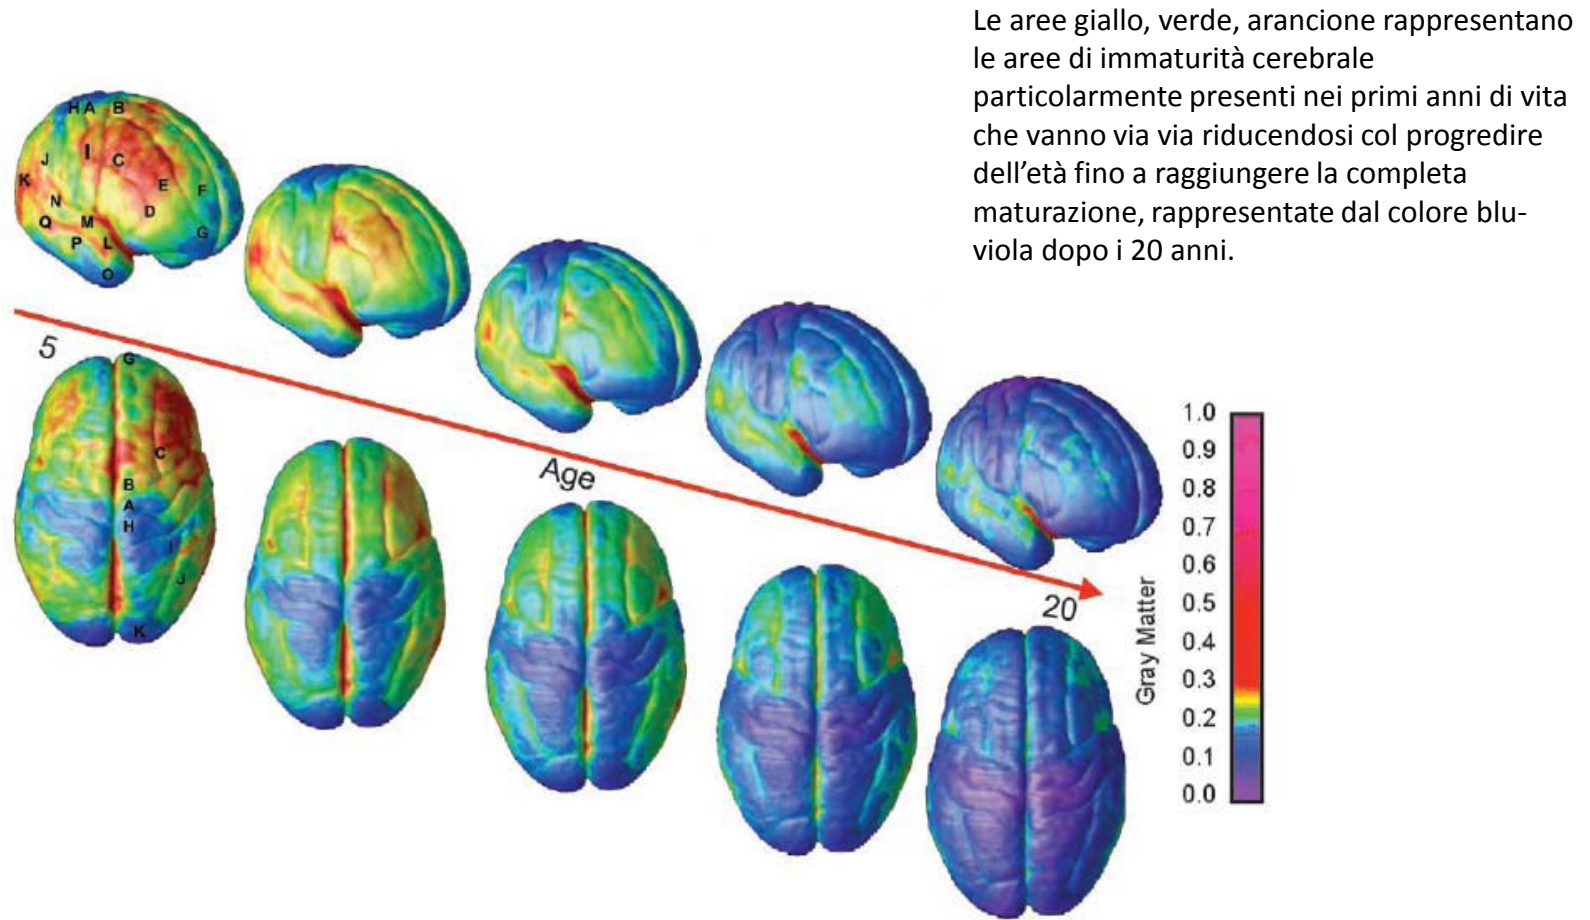 Le aree giallo, verde, arancione rappresentano
le aree di immaturità cerebrale
particolarmente presenti nei primi anni di vita
che vanno via via riducendosi col progredire
dell'età fino a raggiungere la completa
maturazione, rappresentate dal colore blu-
viola dopo i 20 anni.
H A B
I
J C
K E F
N D
Q M G
P L
O
5
G
C
B
A
H
I
J
K
Age
20
Gray Matter
1.0
0.9
0.8
0.7
0.6
0.5
0.4
0.3
0.2
0.1
0.0